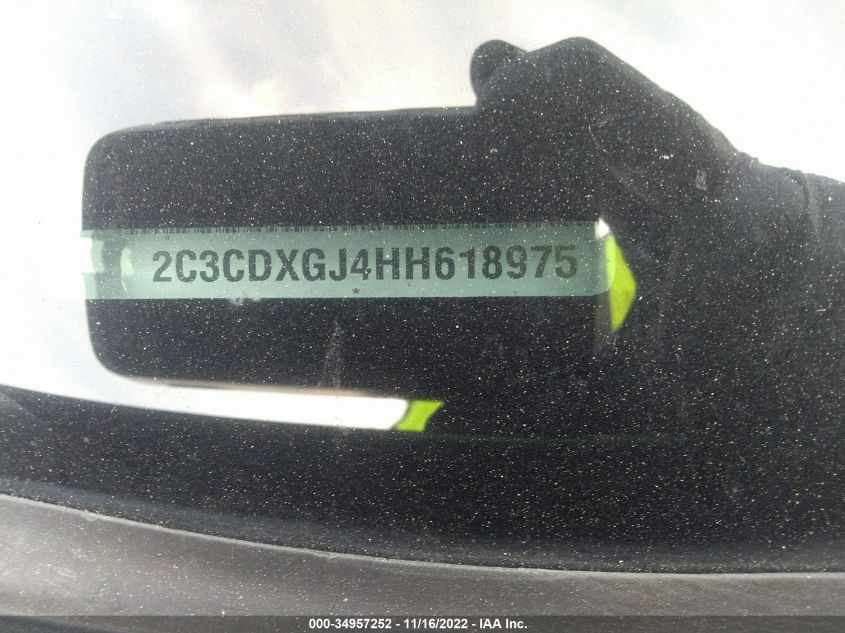 2C3CDXGJ4HH618975
*
000-34957252 - 11/16/2022 - IAA Inc.